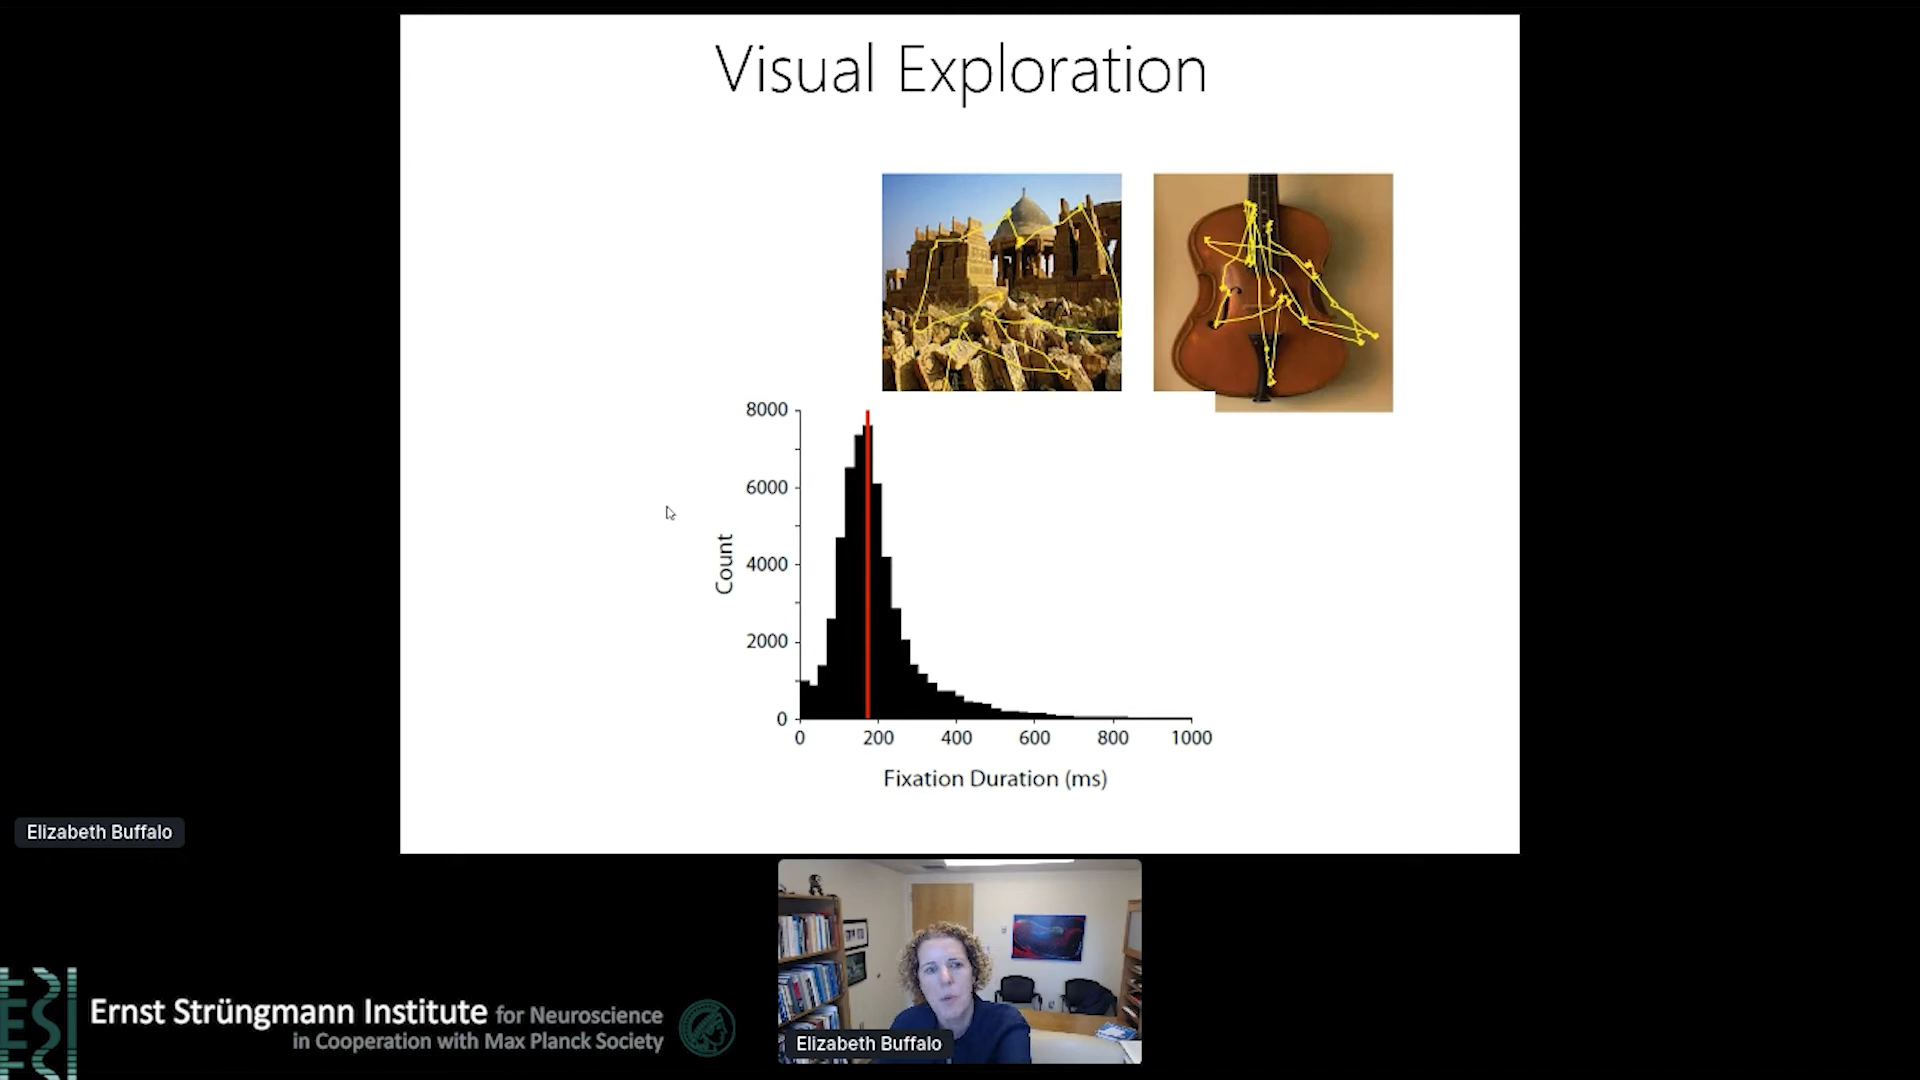 Visual Exploration
8000
6000
4000
2000
0
Count
0 200 400 600 800 1000
Fixation Duration (ms)
Elizabeth Buffalo
Elizabeth Buffalo
ESI
Ernst Strüngmann Institute for Neuroscience
in Cooperation with Max Planck Society